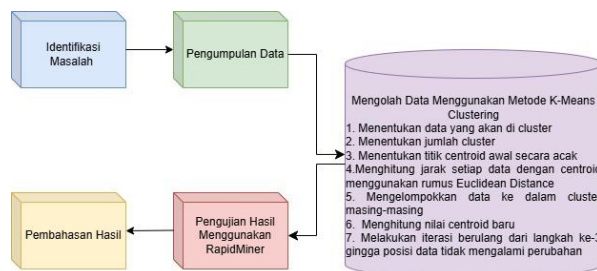 Identifikasi
Masalah
Pengumpulan Data
Mengolah Data Menggunakan Metode K-Means
Clustering
1. Menentukan data yang akan di cluster
2. Menentukan jumlah cluster
3. Menentukan titik centroid awal secara acak
4.Menghitung jarak setiap data dengan centroid
menggunakan rumus Euclidean Distance
5. Mengelompokkan data ke dalam cluster
masing-masing
6. Menghitung nilai centroid baru
7. Melakukan iterasi berulang dari langkah ke-3
gingga posisi data tidak mengalami perubahan
Pengujian Hasil
Menggunakan
RapidMiner
Pembahasan Hasil